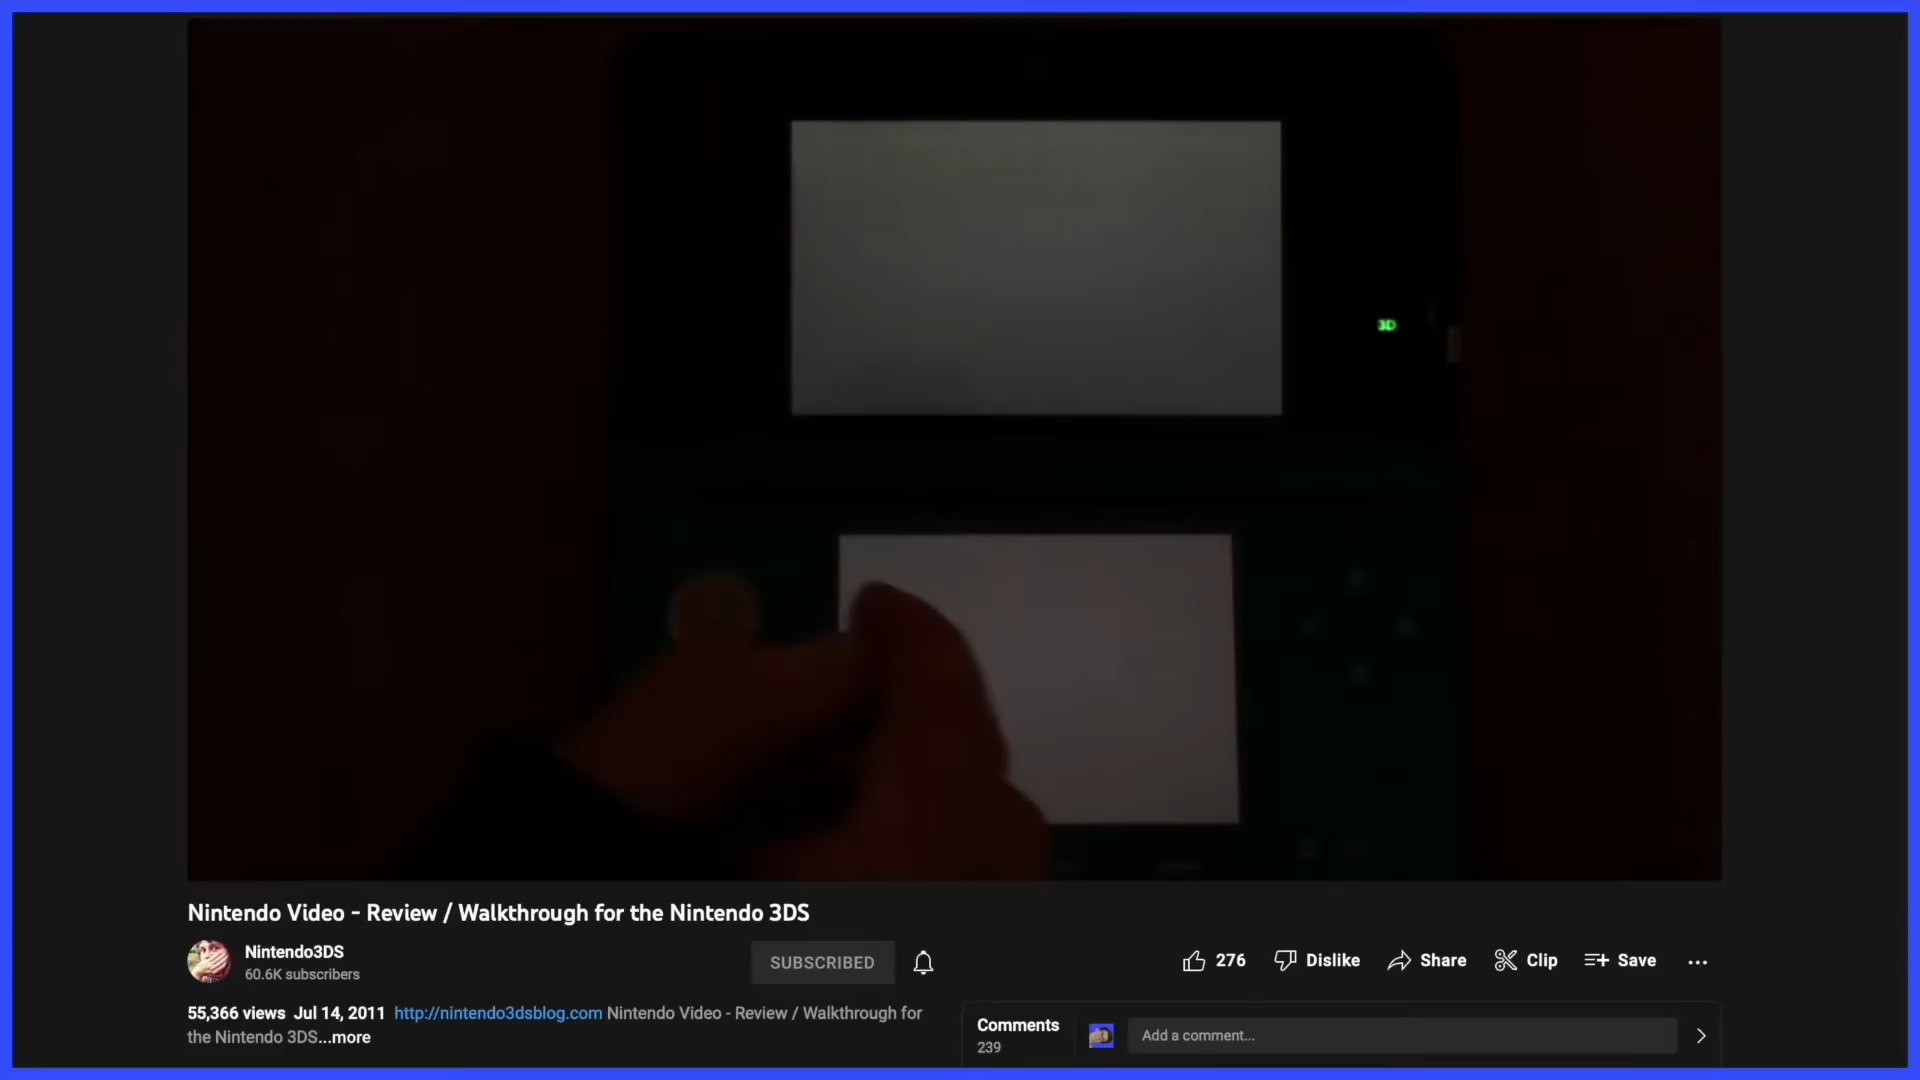 3D
Nintendo Video - Review / Walkthrough for the Nintendo 3DS
Nintendo3DS
60.6K subscribers
SUBSCRIBED
276
Dislike
Share
Clip
Save
55,366 views Jul 14, 2011 http://nintendo3dsblog.com Nintendo Video - Review / Walkthrough for
the Nintendo 3DS...more
Comments
239
Add a comment...